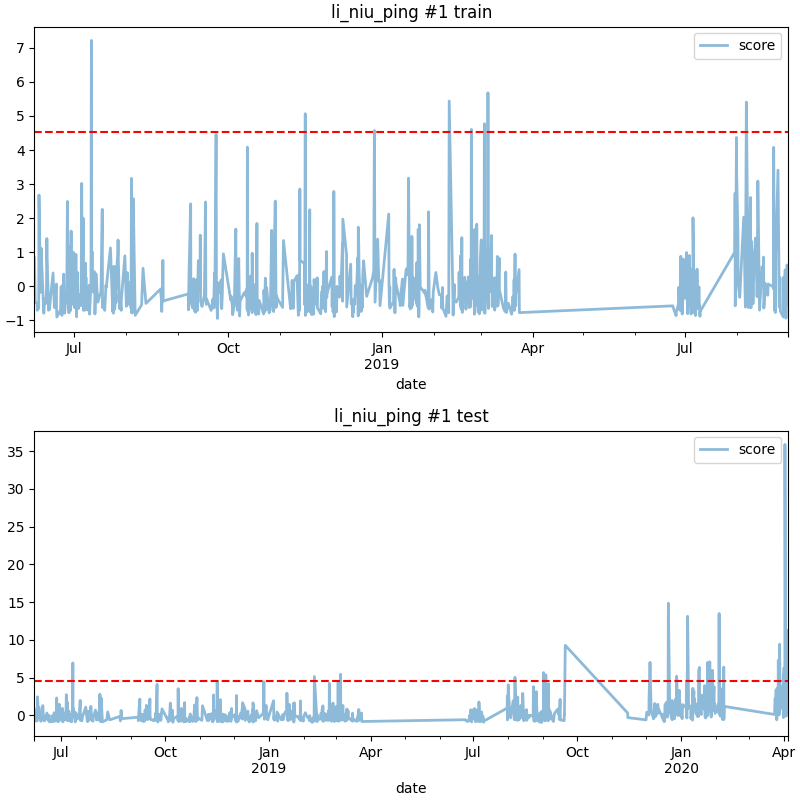 li_niu_ping #1 train
score
7
6
5
4
3
2
1
0
−1
Jul Oct Jan Apr Jul
2019
date
li_niu_ping #1 test
score
35
30
25
20
15
10
5
0
Jul Oct Jan Apr Jul Oct Jan Apr
2019 2020
date